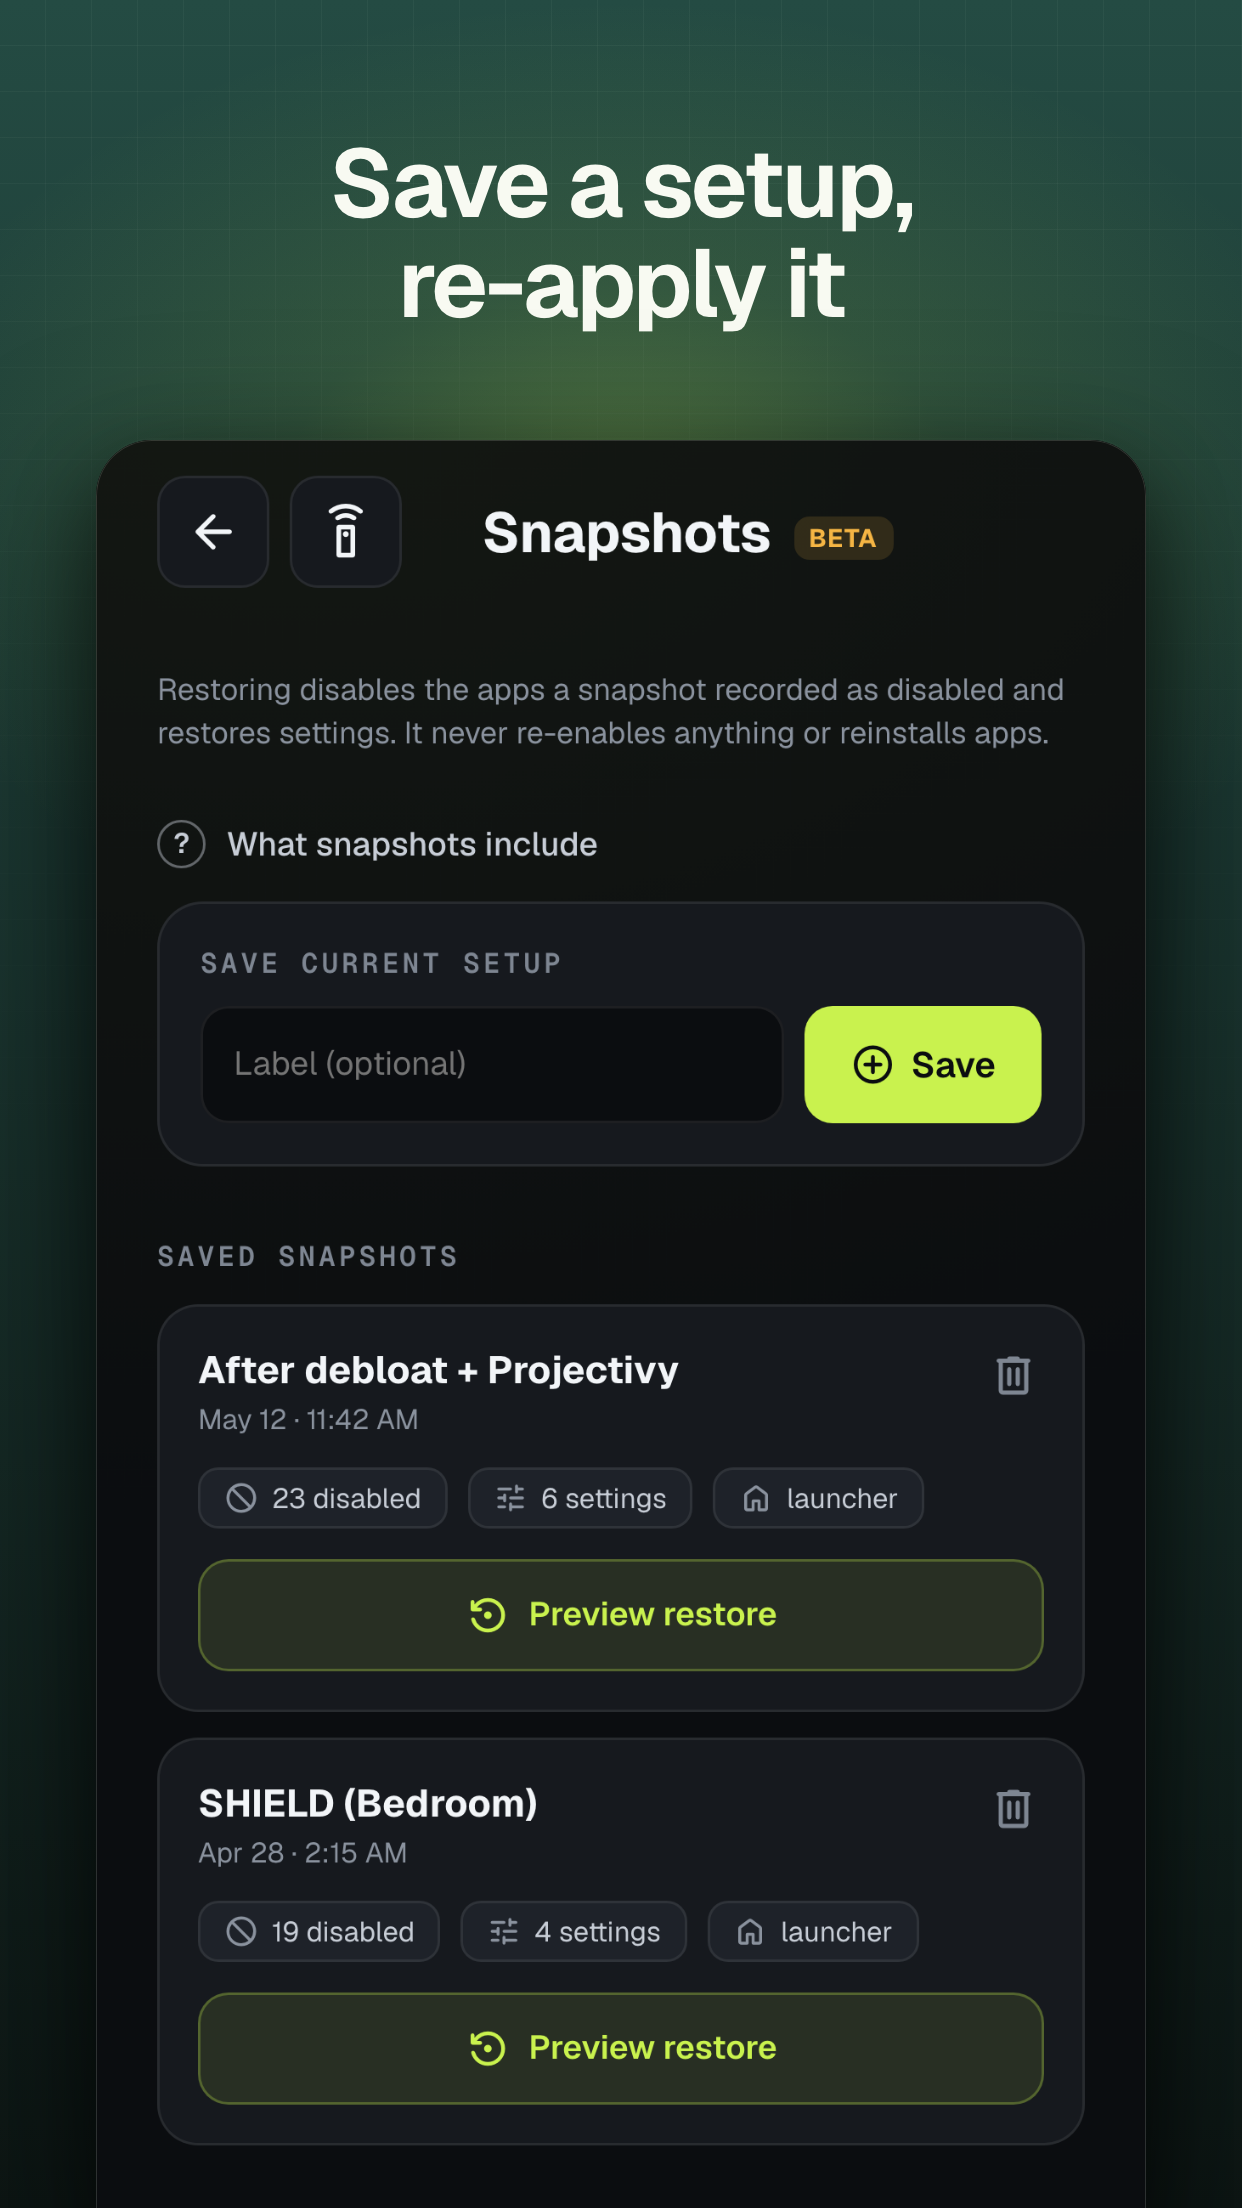 Save a setup,
re-apply it
Snapshots BETA
Restoring disables the apps a snapshot recorded as disabled and
restores settings. It never re-enables anything or reinstalls apps.
? What snapshots include
SAVE CURRENT SETUP
Label (optional) Save
SAVED SNAPSHOTS
After debloat + Projectivy
May 12 · 11:42 AM
23 disabled 6 settings launcher
Preview restore
SHIELD (Bedroom)
Apr 28 · 2:15 AM
19 disabled 4 settings launcher
Preview restore